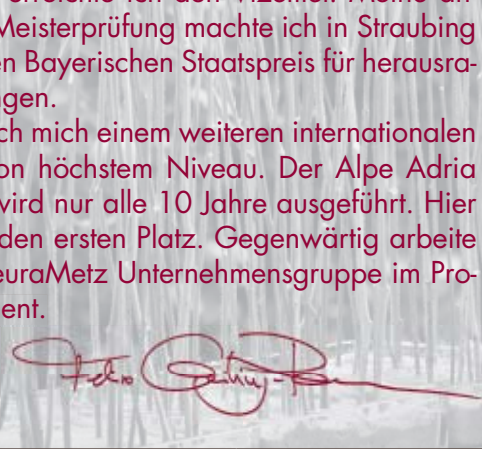 Meisterprüfung machte ich in Straubing
en Bayerischen Staatspreis für herausra-
ngen.
ch mich einem weiteren internationalen
on höchstem Niveau. Der Alpe Adria
wird nur alle 10 Jahre ausgeführt. Hier
den ersten Platz. Gegenwärtig arbeite
euraMetz Unternehmensgruppe im Pro-
ent.